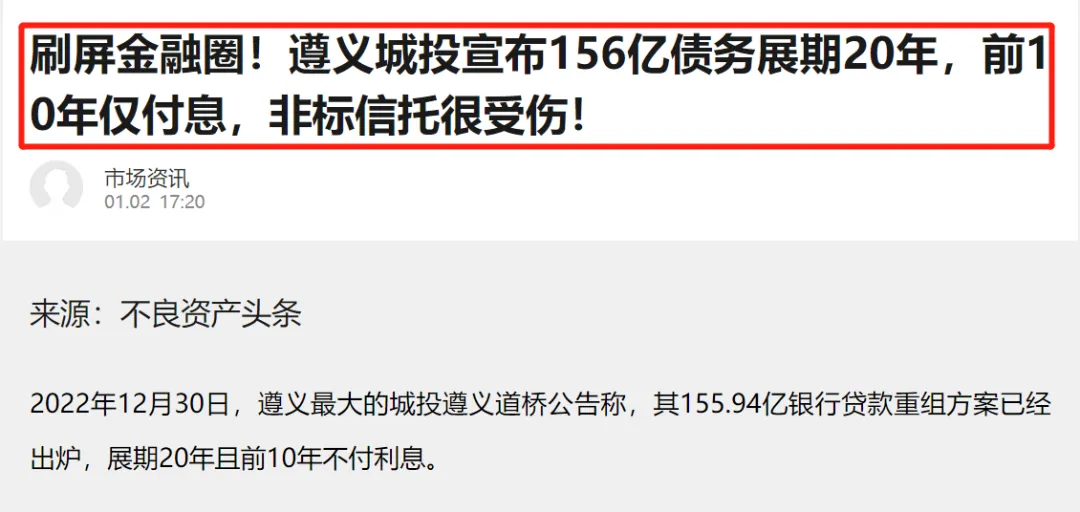 刷屏金融圈！遵义城投宣布156亿债务展期20年，前1
0年仅付息，非标信托很受伤！
市场资讯
01.02 17:20
来源：不良资产头条
2022年12月30日，遵义最大的城投遵义道桥公告称，其155.94亿银行贷款重组方案已经
出炉，展期20年且前10年不付利息。